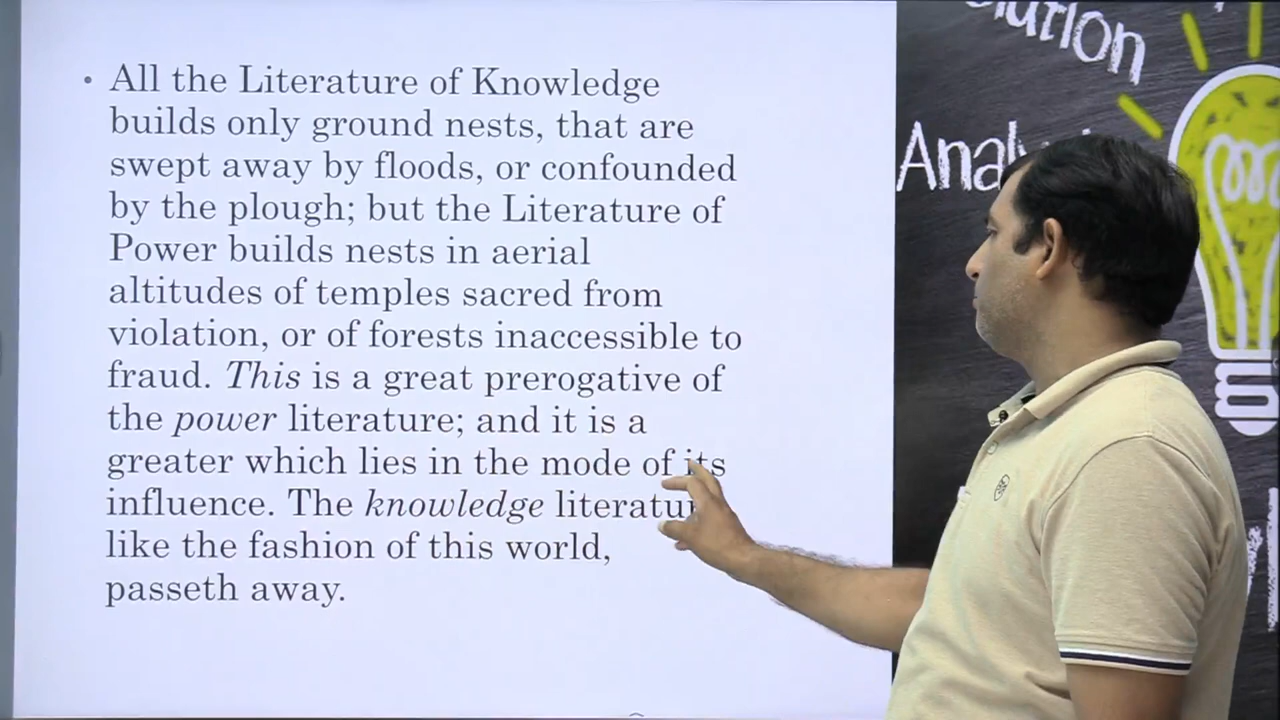 • All the Literature of Knowledge
builds only ground nests, that are
swept away by floods, or confounded
by the plough; but the Literature of
Power builds nests in aerial
altitudes of temples sacred from
violation, or of forests inaccessible to
fraud. This is a great prerogative of
the power literature; and it is a
greater which lies in the mode of its
influence. The knowledge
like the fashion of this world,
passeth away.